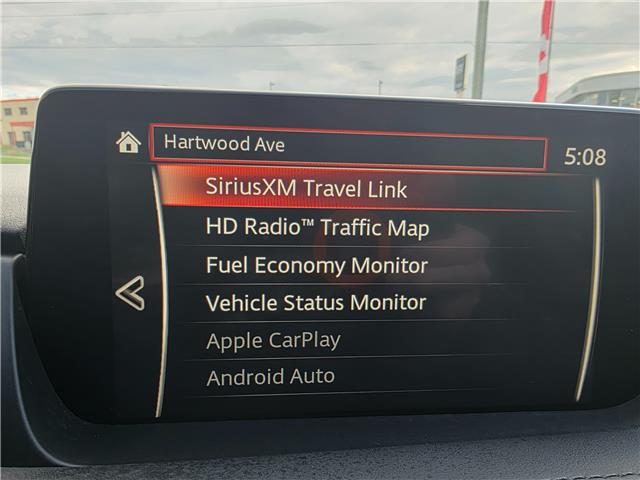 Hartwood Ave
5:08
SiriusXM Travel Link
HD Radio™ Traffic Map
Fuel Economy Monitor
Vehicle Status Monitor
Apple CarPlay
Android Auto